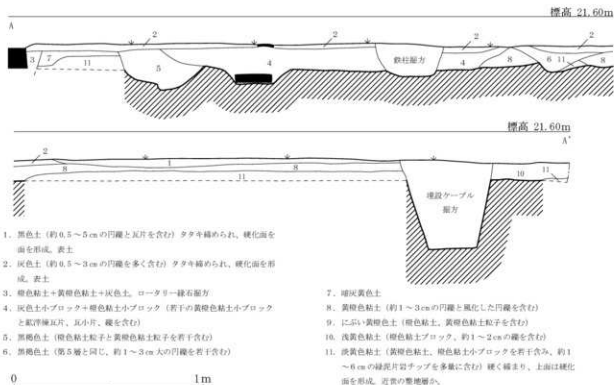 標高 21.60m
A
2
2
2
2
3
7
11
5
4
鉄柱掘方
4
8
6
11
8
標高 21.60m
A'
2
8
1
8
11
埋設ケーブル
掘方
10
11
1. 黒色土（約0.5～5㎝の円礫と瓦片を含む）タタキ締められ、硬化面を
面を形成。表土
2. 灰色土（約0.5～3㎝の円礫を多く含む）タタキ締められ、硬化面を形
成。表土
3. 橙色粘土＋黄橙色粘土＋灰色土。ロータリー縁石掘方
4. 灰色土小ブロック＋橙色粘土小ブロック（若干の黄橙色粘土小ブロック
と鉱滓煉瓦片、瓦小片、礫を含む）
5. 黒褐色土（橙色粘土粒子と黄橙色粘土粒子を若干含む）
6. 黒褐色土（第5層と同じ、約1～3㎝大の円礫を若干含む）
7. 暗灰黄色土
8. 黄橙色粘土（約1～3㎝の円礫と風化した円礫を含む）
9. にぶい黄橙色土（橙色粘土、黄橙色粘土粒子を含む）
10. 浅黄色粘土（橙色粘土ブロック、約1～2㎝の礫を含む）
11. 淡黄色粘土（黄橙色粘土、橙色粘土小ブロックを若干含み、約1
～6㎝の緑泥片岩チップを多量に含む）硬く締まり、上面は硬化
面を形成。近世の整地層か。
0 1m